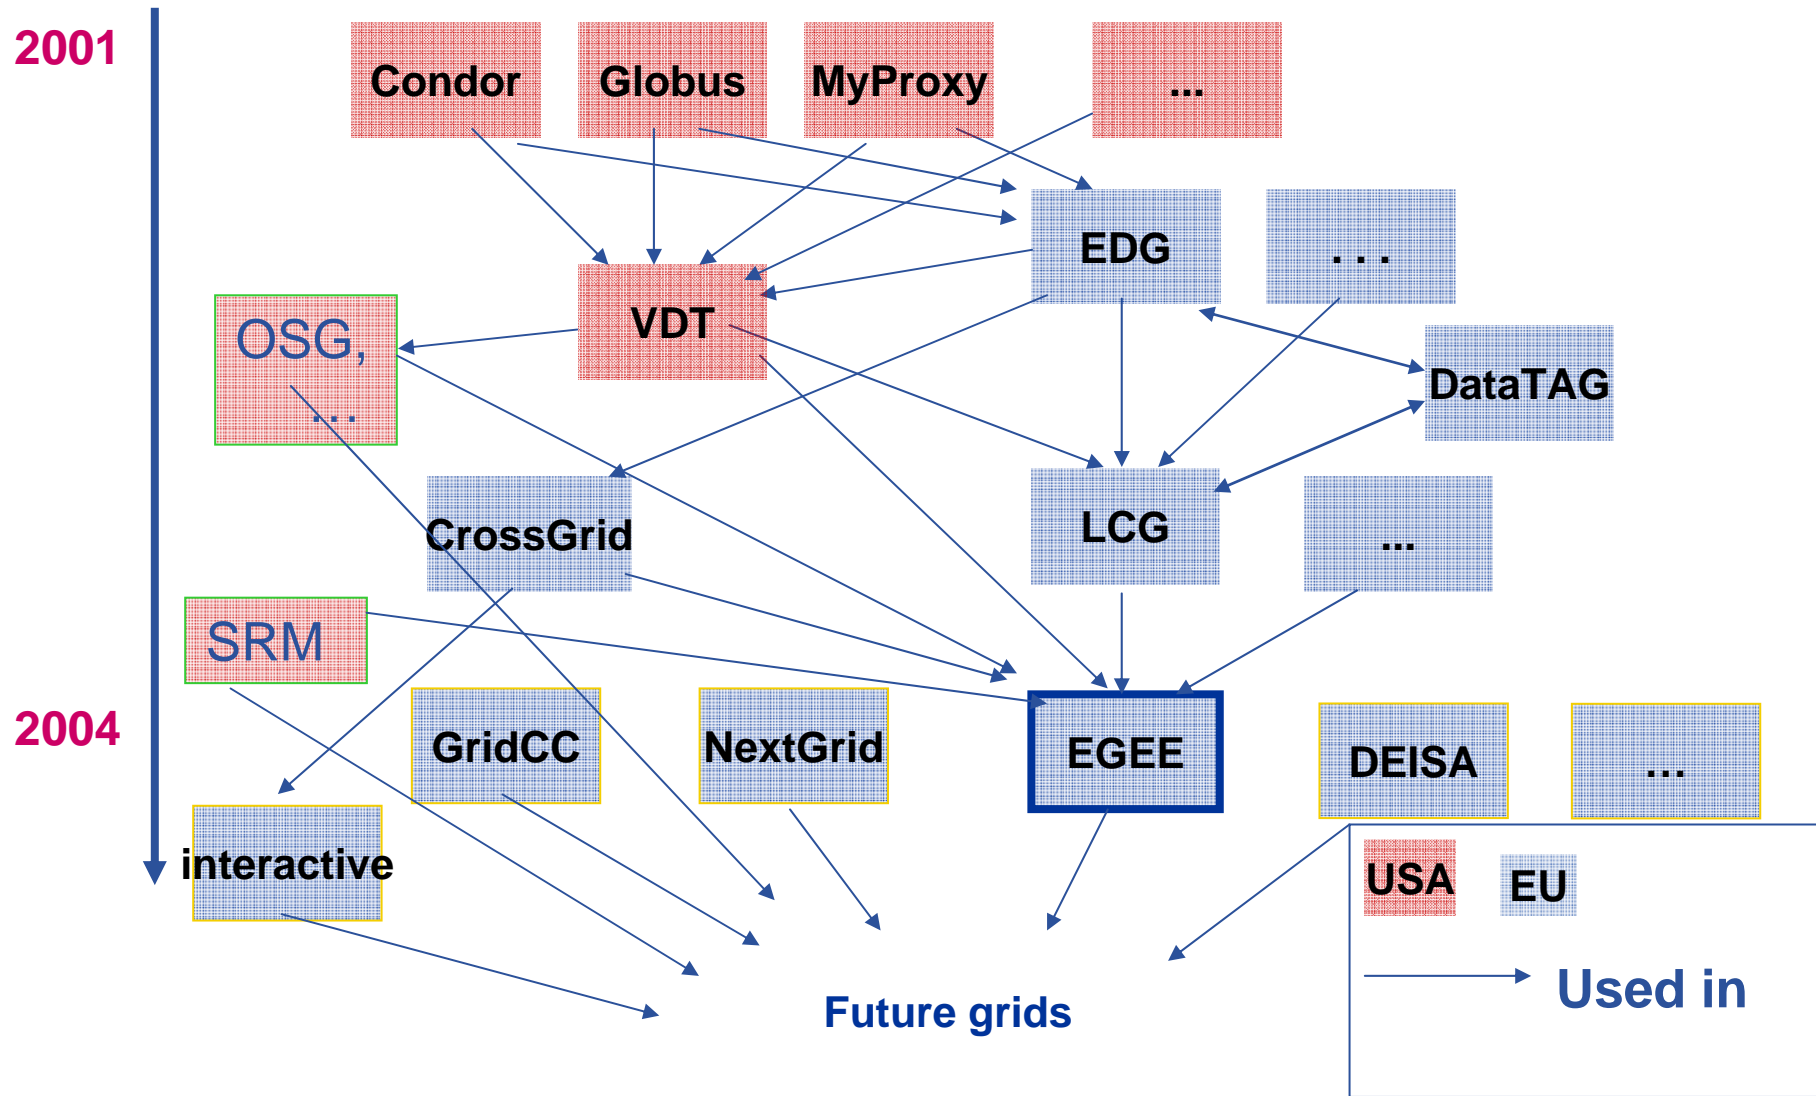 2001
Condor
Globus
MyProxy
...
EDG
. . .
VDT
OSG,
…
DataTAG
CrossGrid
LCG
...
SRM
2004
GridCC
NextGrid
EGEE
DEISA
…
interactive
USA
EU
Used in
Future grids